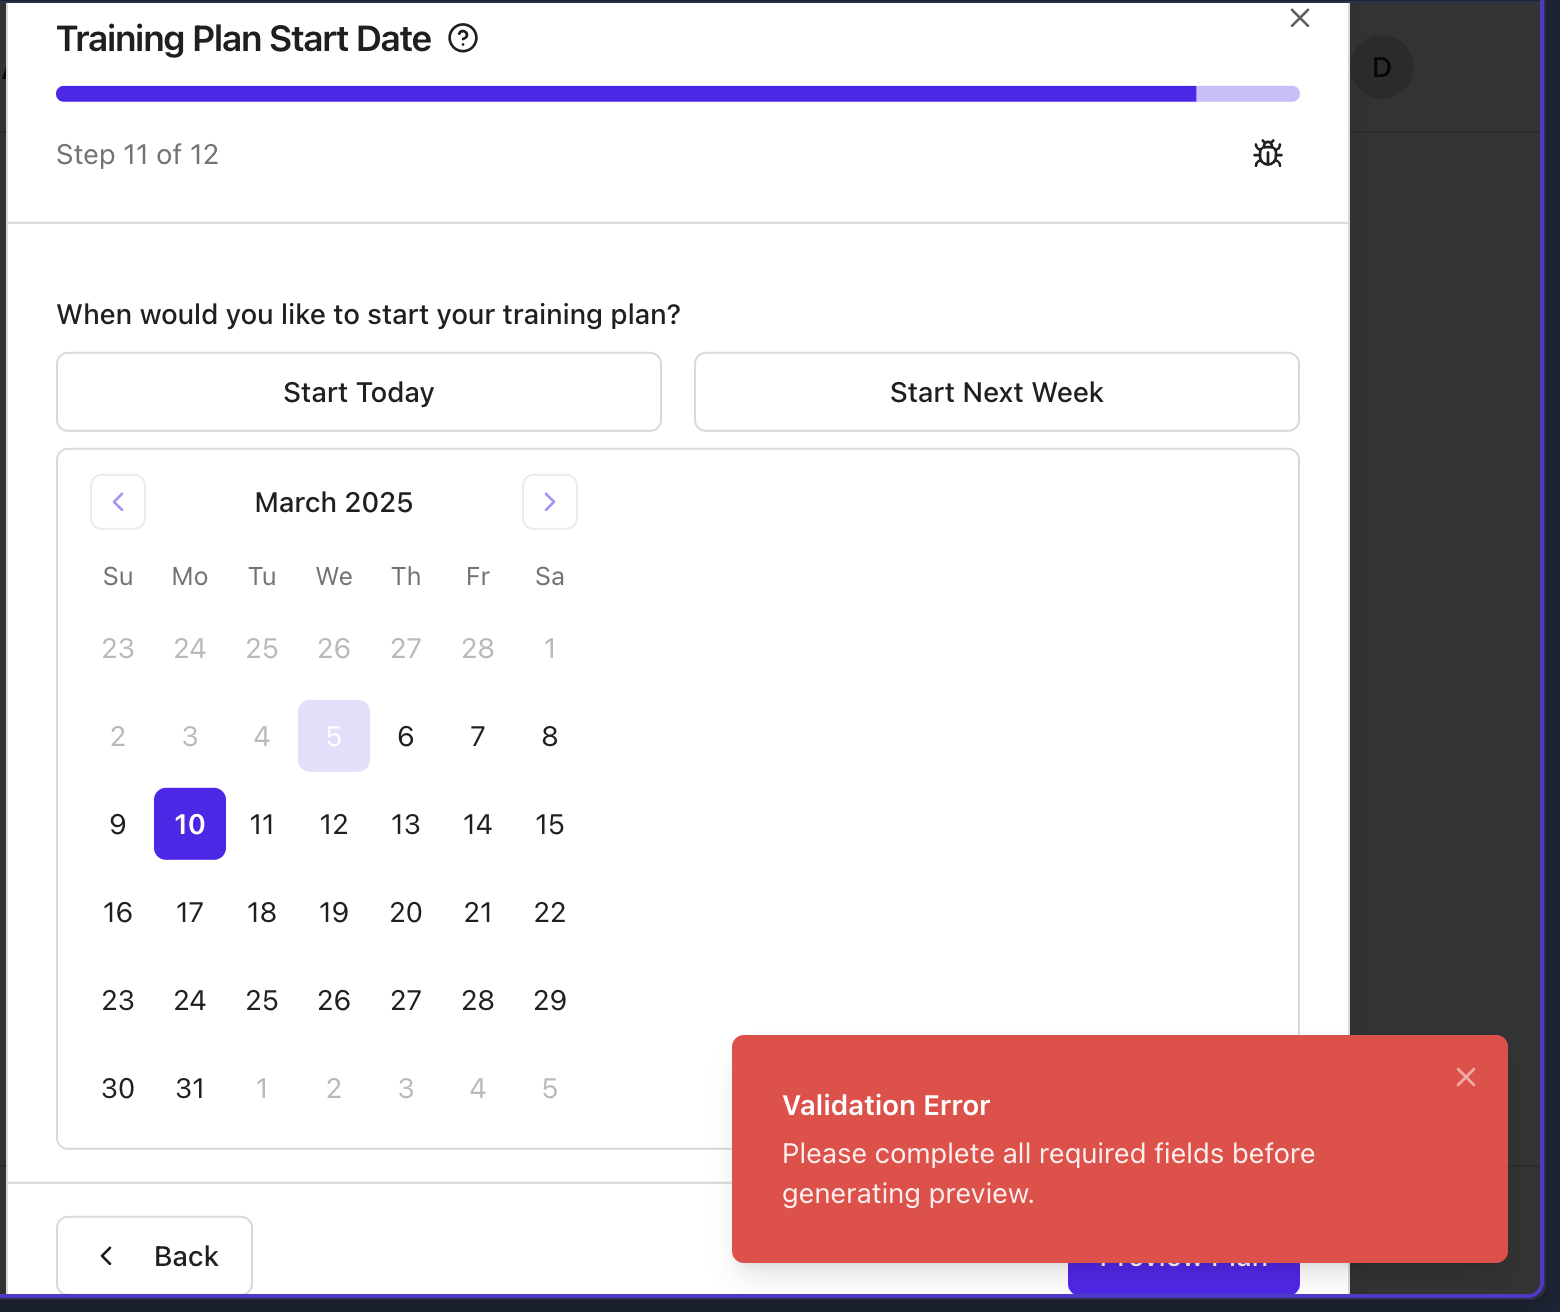 Training Plan Start Date
D
Step 11 of 12
When would you like to start your training plan?
Start Today
Start Next Week
March 2025
Su Mo Tu We Th Fr Sa
23 24 25 26 27 28 1
2 3 4 5 6 7 8
9 10 11 12 13 14 15
16 17 18 19 20 21 22
23 24 25 26 27 28 29
30 31 1 2 3 4 5
Validation Error
Please complete all required fields before
generating preview.
Back
Preview Plan